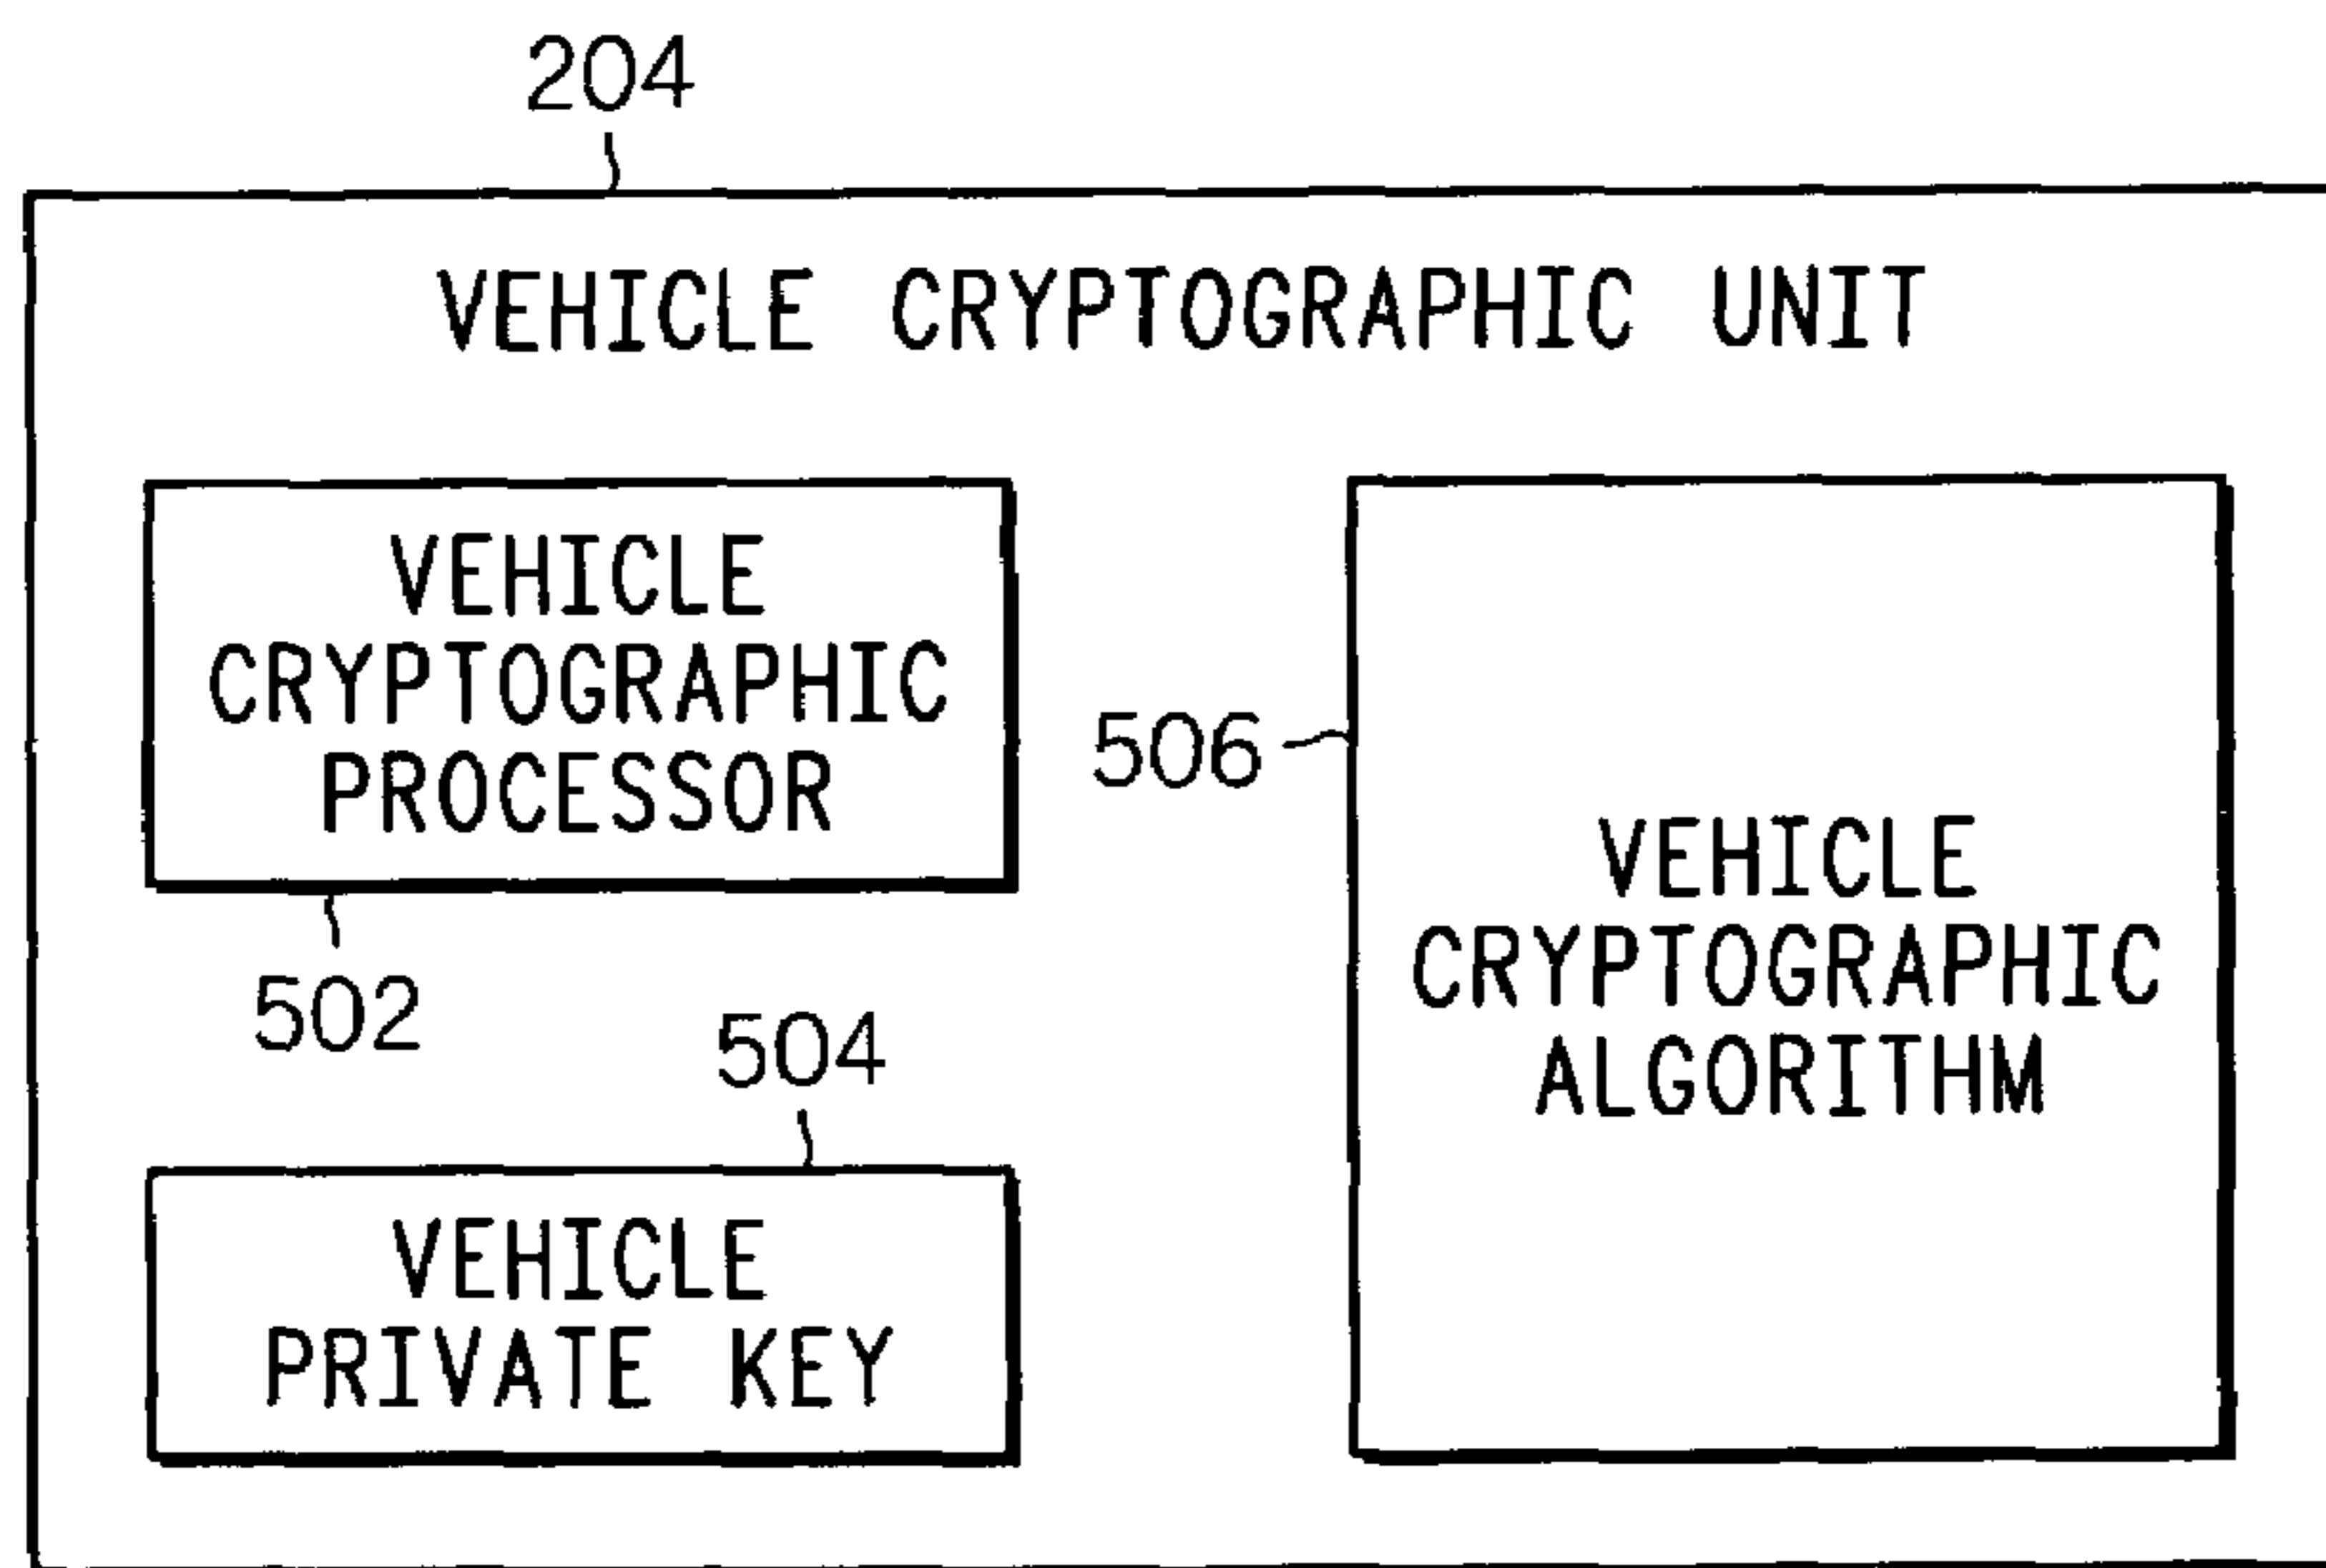 204
VEHICLE CRYPTOGRAPHIC UNIT
VEHICLE
CRYPTOGRAPHIC
PROCESSOR
502
504
VEHICLE
PRIVATE KEY
506
VEHICLE
CRYPTOGRAPHIC
ALGORITHM